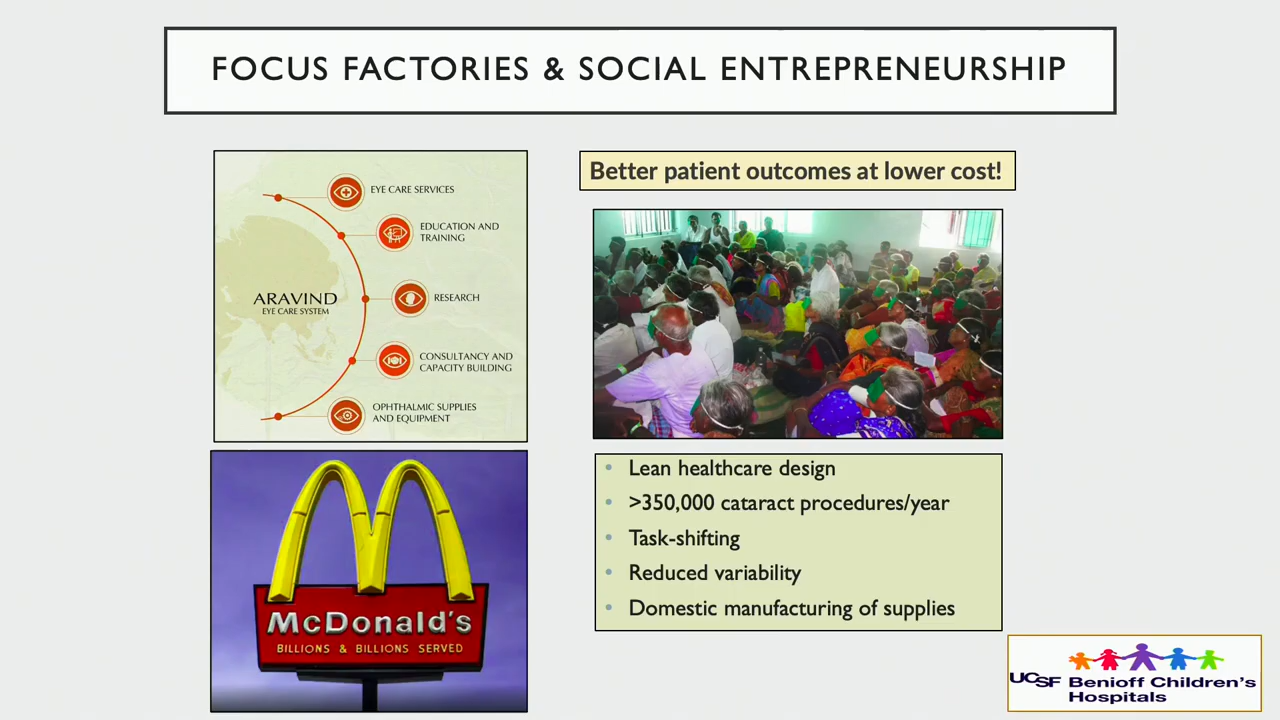 FOCUS FACTORIES & SOCIAL ENTREPRENEURSHIP
EYE CARE SERVICES
EDUCATION AND
TRAINING
ARAVIND
EYE CARE SYSTEM
RESEARCH
CONSULTANCY AND
CAPACITY BUILDING
OPHTHALMIC SUPPLIES
AND EQUIPMENT
McDonald's
BILLIONS & BILLIONS SERVED
Better patient outcomes at lower cost!
• Lean healthcare design
• >350,000 cataract procedures/year
• Task-shifting
• Reduced variability
• Domestic manufacturing of supplies
UCSF Benioff Children's
Hospitals